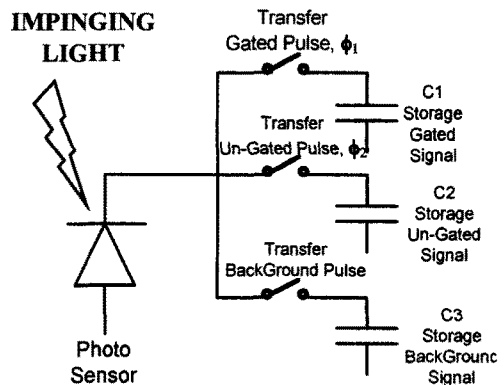 IMPINGING
LIGHT
Transfer
Gated Pulse, ϕ1
C1
Storage
Gated
Signal
Transfer
Un-Gated Pulse, ϕ2
C2
Storage
Un-Gated
Signal
Transfer
BackGround Pulse
C3
Storage
BackGround
Signal
Photo
Sensor